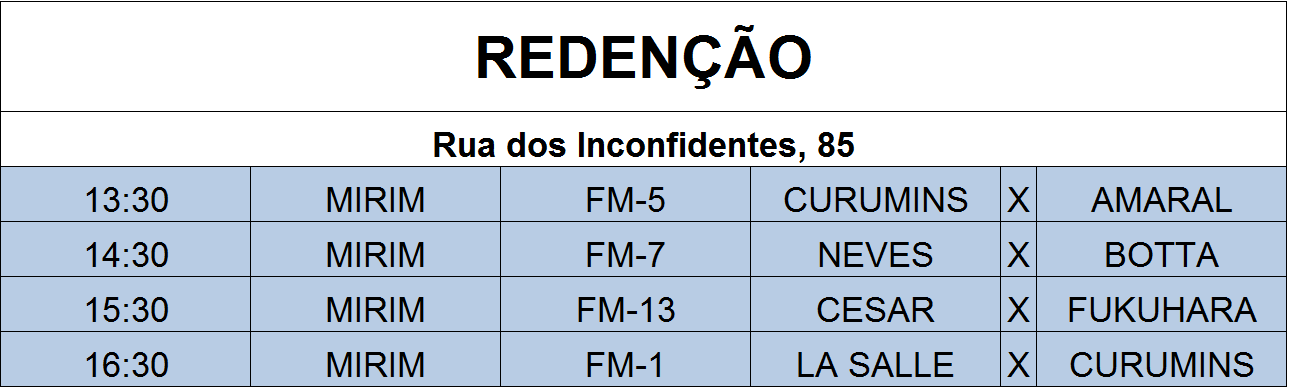 REDENÇÃO
Rua dos Inconfidentes, 85
13:30 MIRIM FM-5 CURUMINS X AMARAL
14:30 MIRIM FM-7 NEVES X BOTTA
15:30 MIRIM FM-13 CESAR X FUKUHARA
16:30 MIRIM FM-1 LA SALLE X CURUMINS